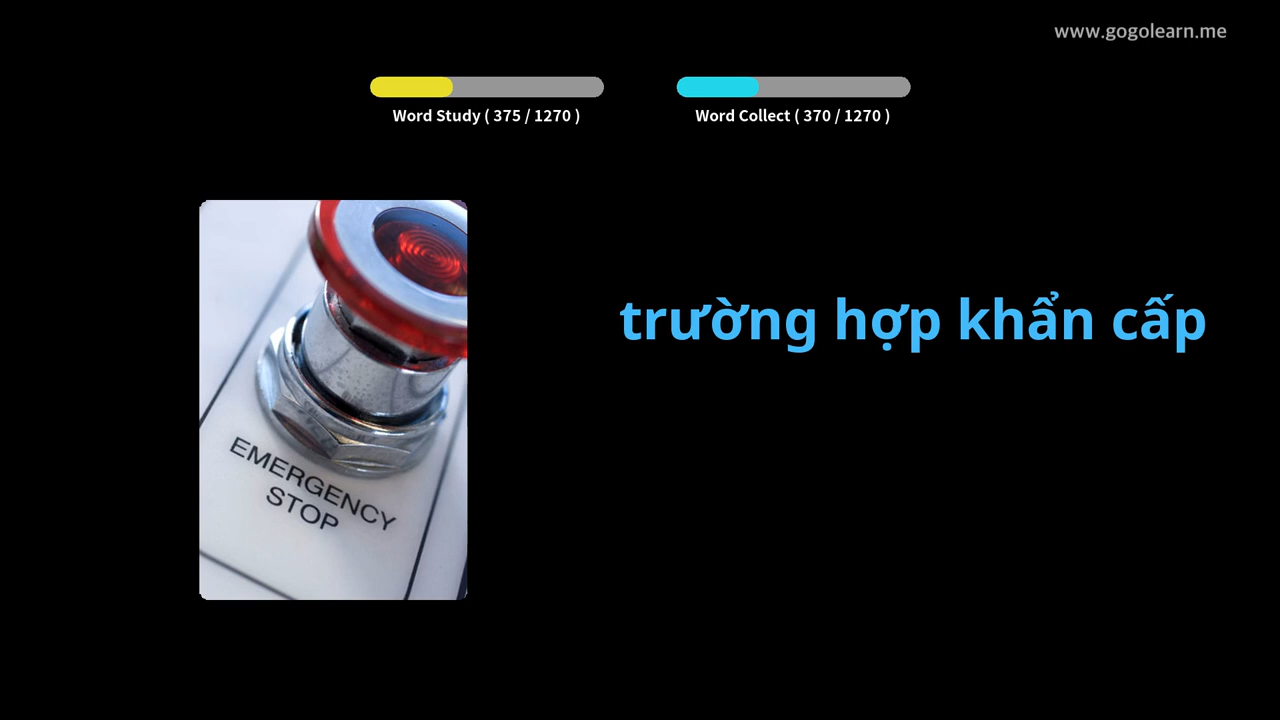 www.gogolearn.me
Word Study ( 375 / 1270 )
Word Collect ( 370 / 1270 )
trường hợp khẩn cấp
EMERGENCY
STOP